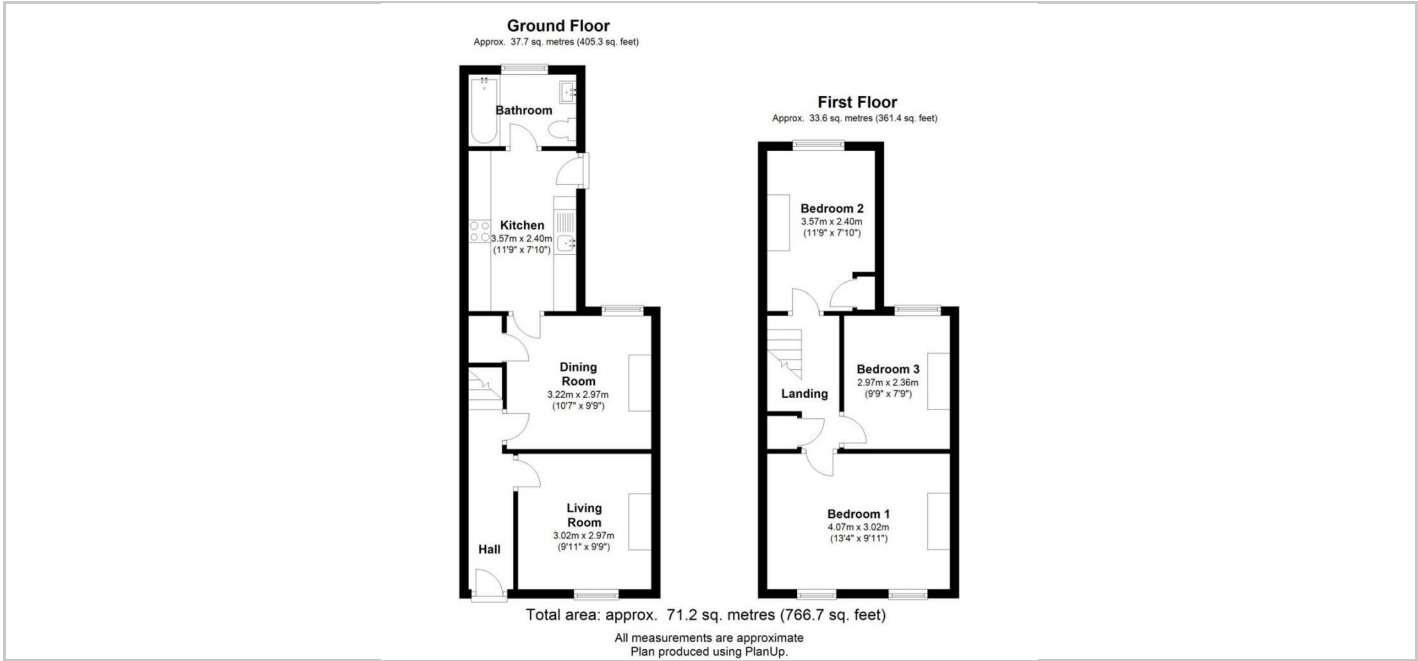 Ground Floor
Approx. 37.7 sq. metres (405.3 sq. feet)
Bathroom
Kitchen
3.57m x 2.40m
(11'9" x 7'10")
Dining
Room
3.22m x 2.97m
(10'7" x 9'9")
Living
Room
3.02m x 2.97m
(9'11" x 9'9")
Hall
First Floor
Approx. 33.6 sq. metres (361.4 sq. feet)
Bedroom 2
3.57m x 2.40m
(11'9" x 7'10")
Landing
Bedroom 3
2.97m x 2.36m
(9'9" x 7'9")
Bedroom 1
4.07m x 3.02m
(13'4" x 9'11")
Total area: approx. 71.2 sq. metres (766.7 sq. feet)
All measurements are approximate
Plan produced using PlanUp.